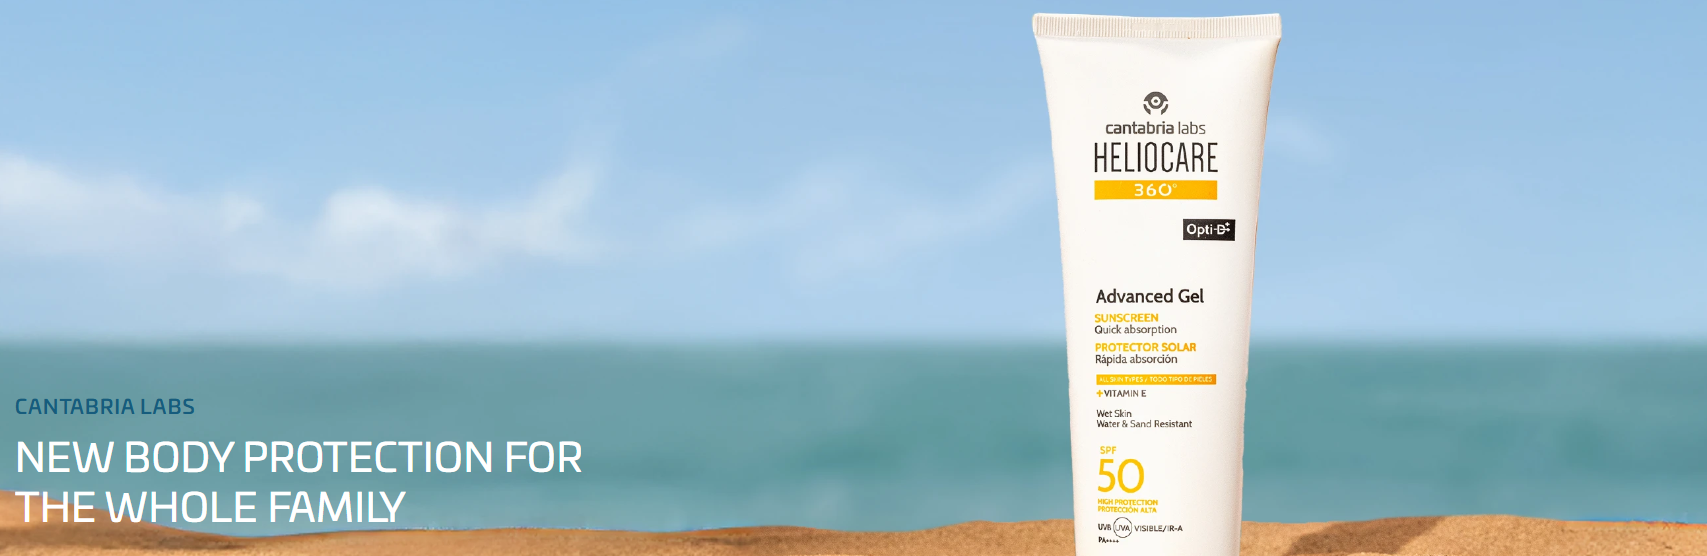 CANTABRIA LABS
NEW BODY PROTECTION FOR
THE WHOLE FAMILY
cantabria labs
HELIOCARE
360°
Opti-D
Advanced Gel
SUNSCREEN
Quick absorption
PROTECTOR SOLAR
Rápida absorción
ALL SKIN TYPES / TODO TIPO DE PIELES
+VITAMIN E
Wet Skin
Water & Sand Resistant
SPF
50
HIGH PROTECTION
PROTECCIÓN ALTA
UVB UVA VISIBLE/IR-A
PA++++